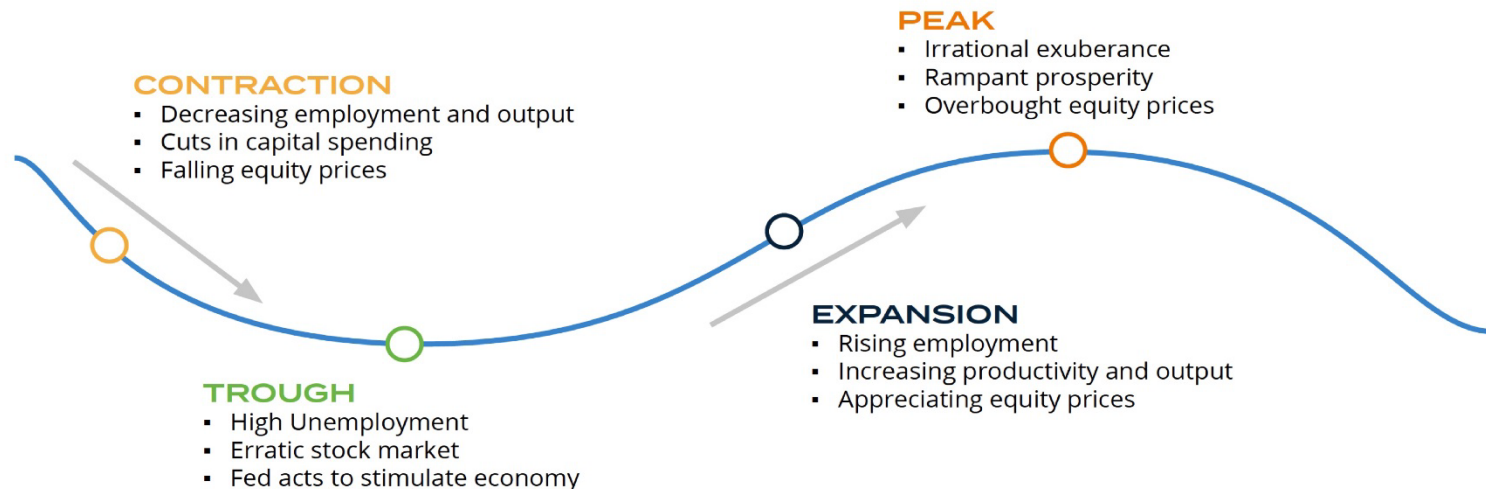 CONTRACTION
▪ Decreasing employment and output
▪ Cuts in capital spending
▪ Falling equity prices
TROUGH
▪ High Unemployment
▪ Erratic stock market
▪ Fed acts to stimulate economy
EXPANSION
▪ Rising employment
▪ Increasing productivity and output
▪ Appreciating equity prices
PEAK
▪ Irrational exuberance
▪ Rampant prosperity
▪ Overbought equity prices